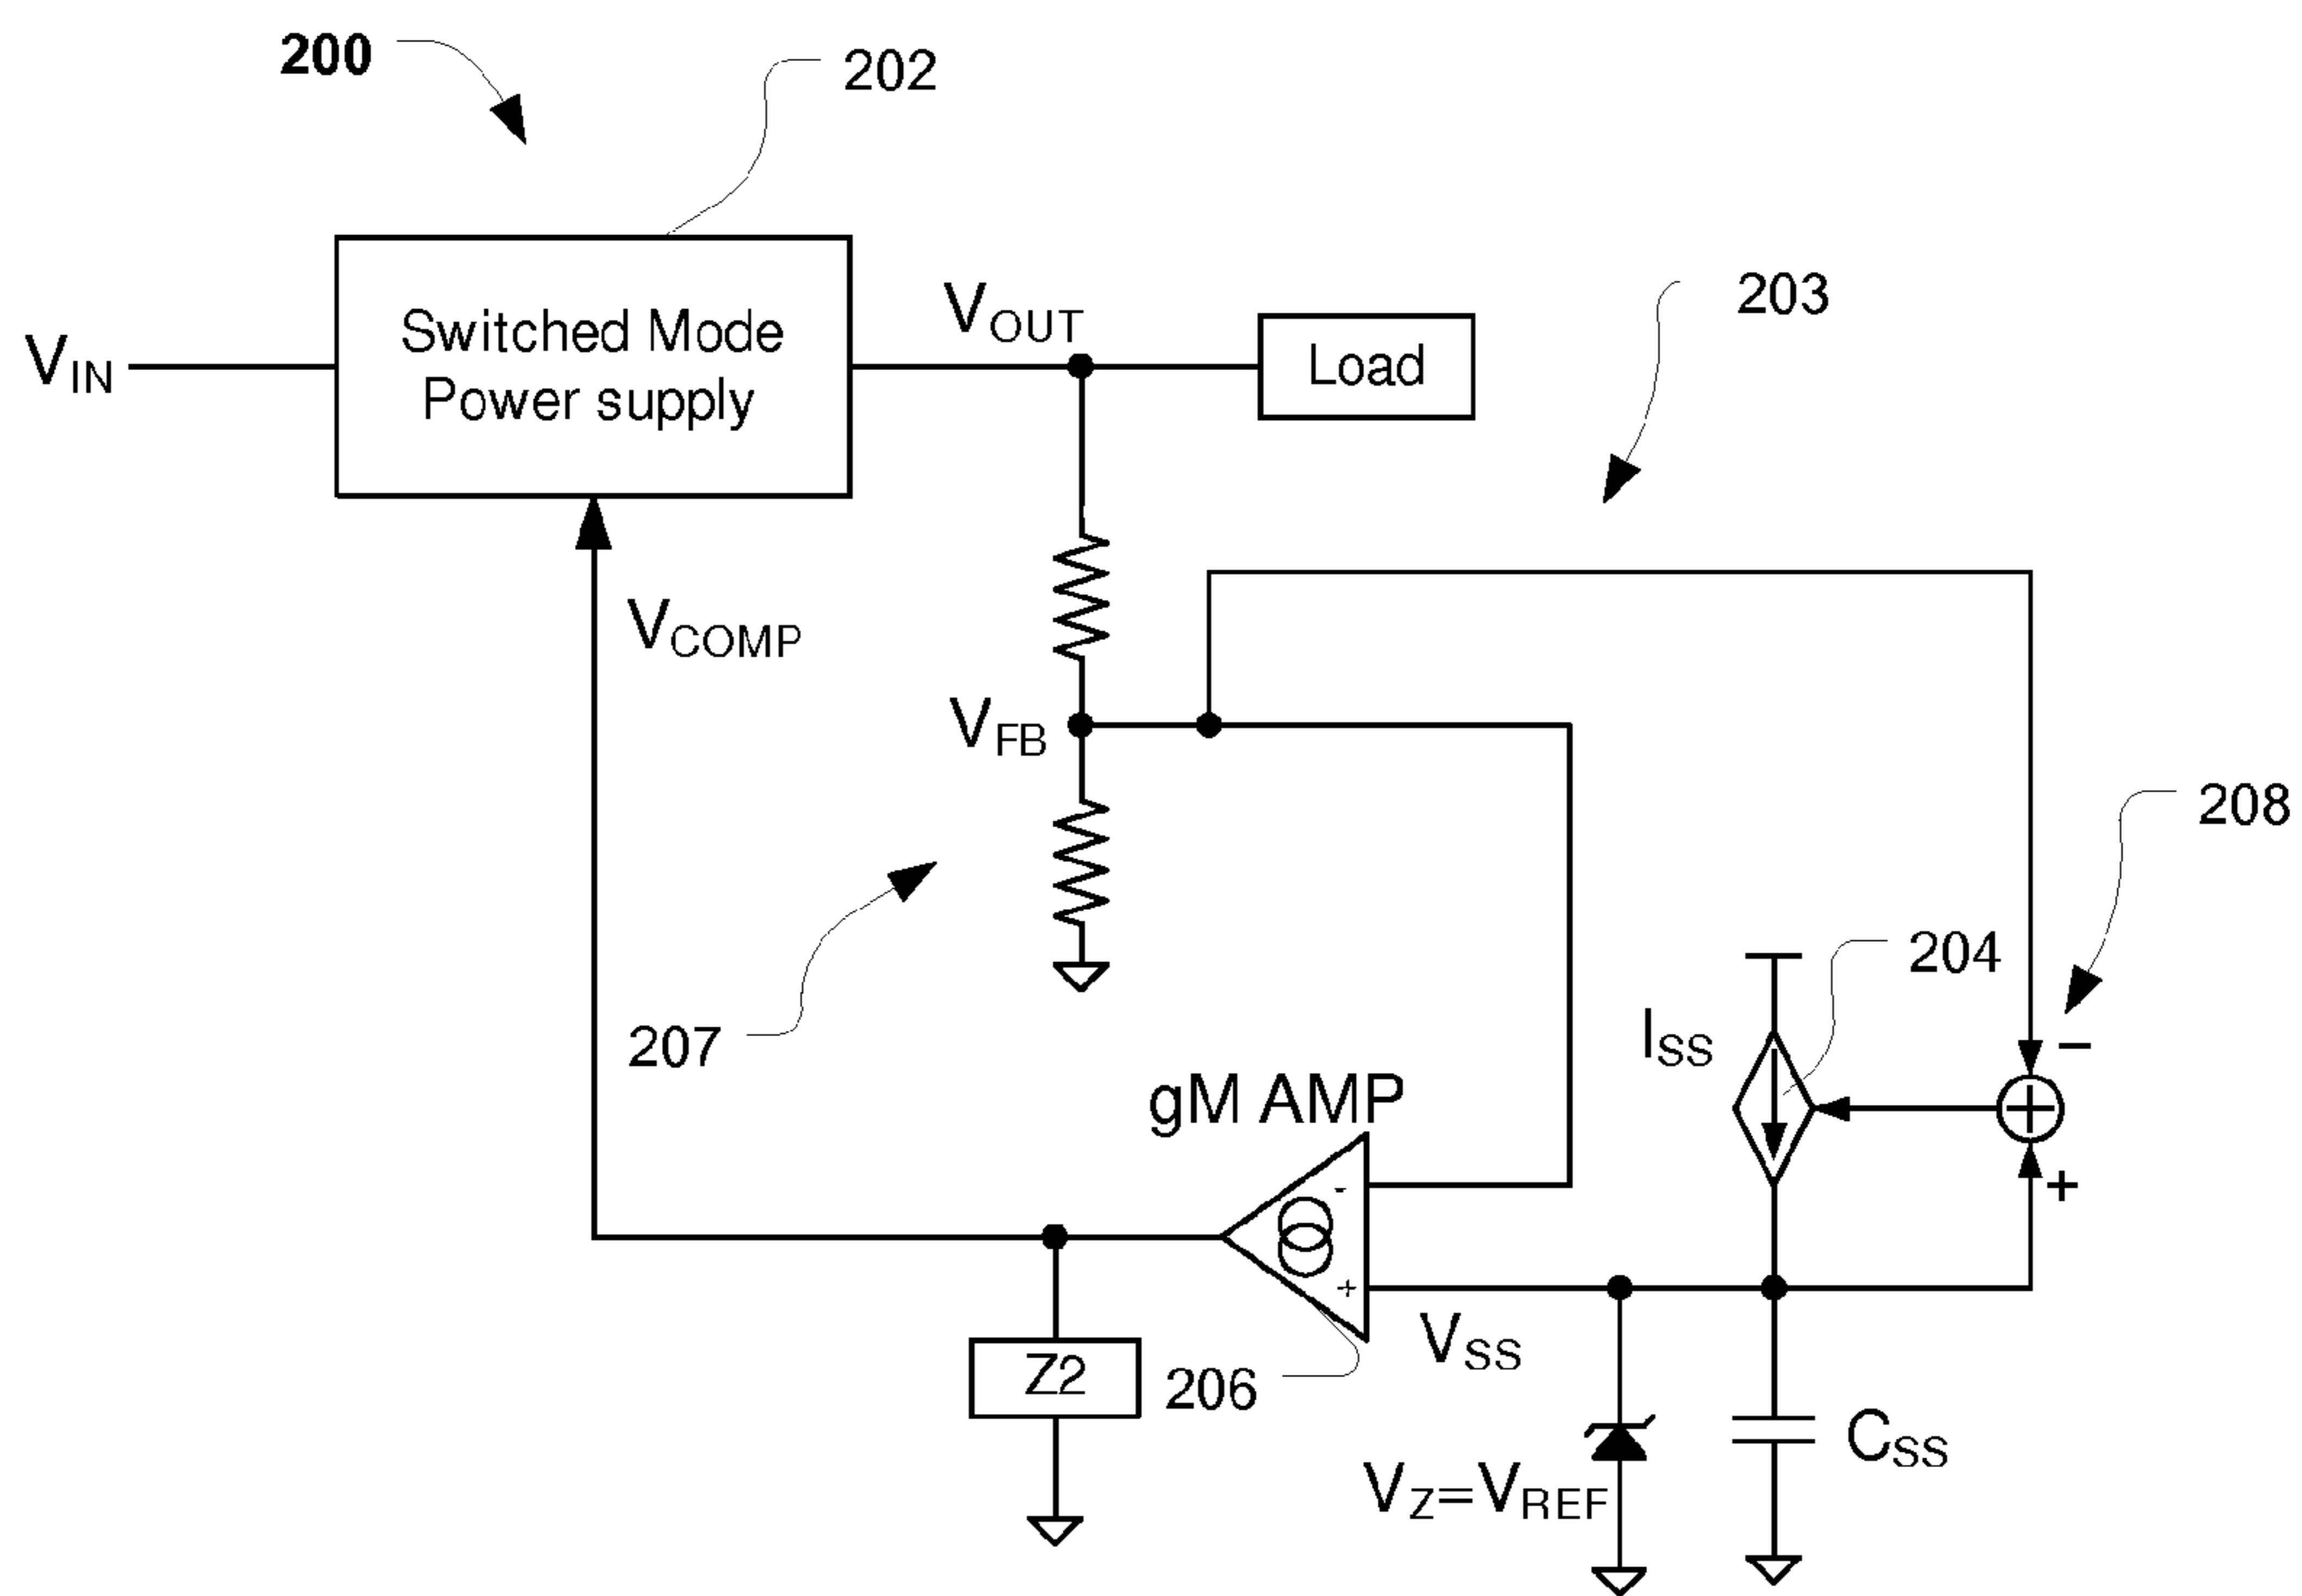 200
202
Switched Mode
Power supply
VIN
VOUT
Load
203
VCOMP
VFB
208
204
207
ISS
−
gM AMP
-
+
+
VSS
Z2
206
VZ=VREF
CSS